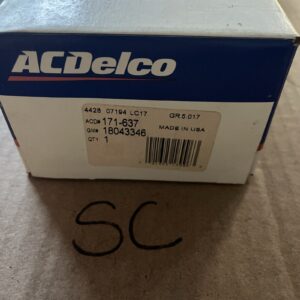 ACDelco
4428 07194 LC17 GR.5.017
ACD# 171-637
GM# 18043346 MADE IN USA
QTY 1
SC